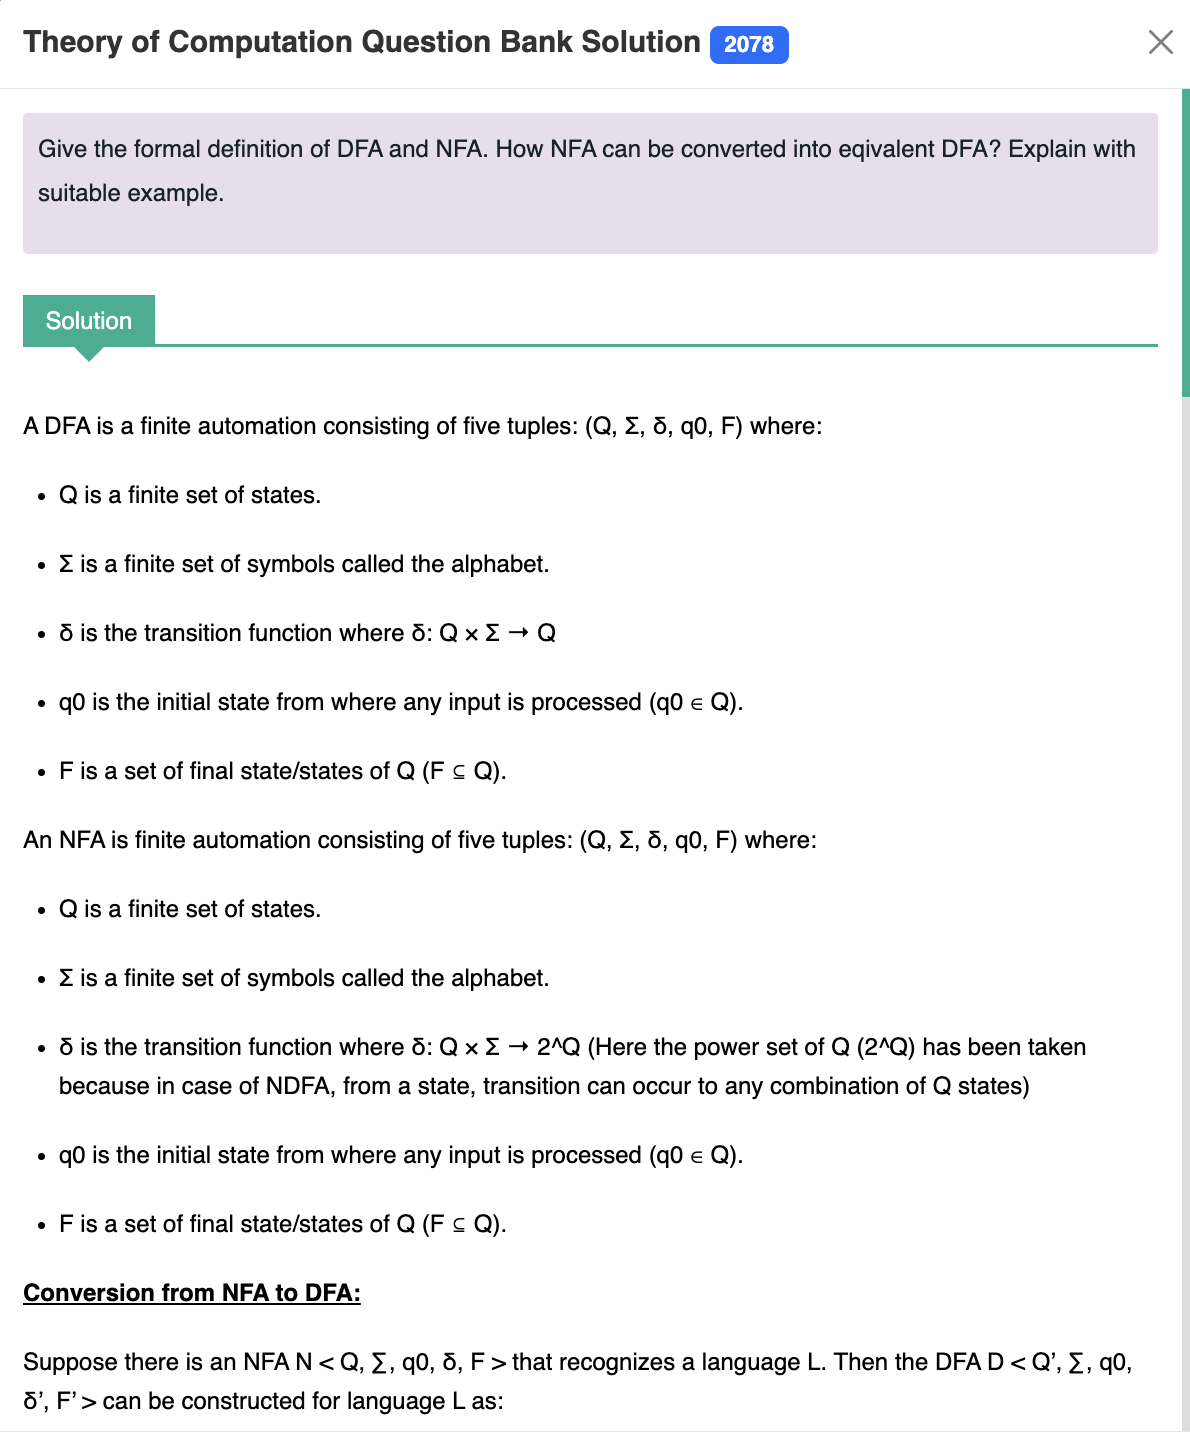 Theory of Computation Question Bank Solution 2078
Give the formal definition of DFA and NFA. How NFA can be converted into eqivalent DFA? Explain with
suitable example.
Solution
A DFA is a finite automation consisting of five tuples: (Q, Σ, δ, q0, F) where:
• Q is a finite set of states.
• Σ is a finite set of symbols called the alphabet.
• δ is the transition function where δ: Q × Σ → Q
• q0 is the initial state from where any input is processed (q0 ∈ Q).
• F is a set of final state/states of Q (F ⊆ Q).
An NFA is finite automation consisting of five tuples: (Q, Σ, δ, q0, F) where:
• Q is a finite set of states.
• Σ is a finite set of symbols called the alphabet.
• δ is the transition function where δ: Q × Σ → 2^Q (Here the power set of Q (2^Q) has been taken
because in case of NDFA, from a state, transition can occur to any combination of Q states)
• q0 is the initial state from where any input is processed (q0 ∈ Q).
• F is a set of final state/states of Q (F ⊆ Q).
Conversion from NFA to DFA:
Suppose there is an NFA N < Q, ∑, q0, δ, F > that recognizes a language L. Then the DFA D < Q’, ∑, q0,
δ’, F’ > can be constructed for language L as: